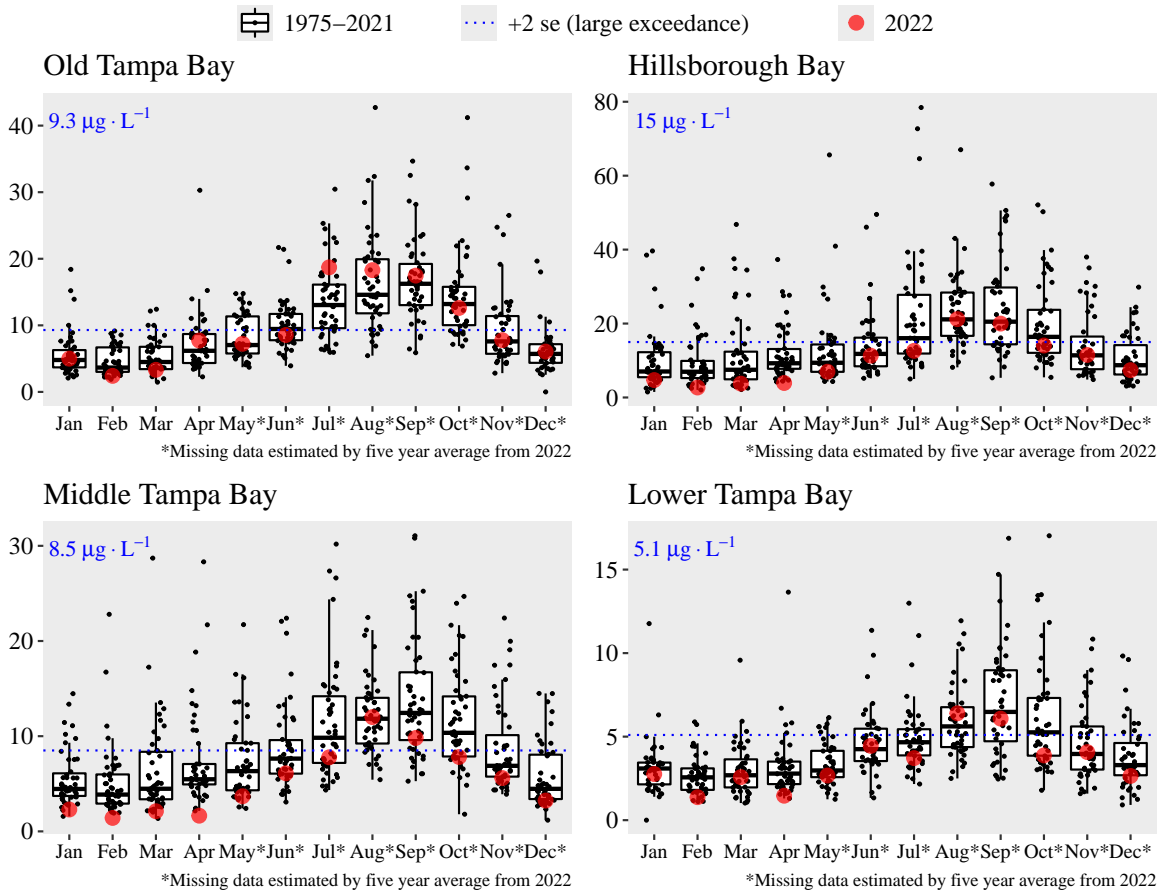 1975–2021 +2 se (large exceedance) 2022
Old Tampa Bay
9.3 μg · L⁻¹
40
30
20
10
0
Jan Feb Mar Apr May* Jun* Jul* Aug* Sep* Oct* Nov* Dec*
*Missing data estimated by five year average from 2022
Hillsborough Bay
15 μg · L⁻¹
80
60
40
20
0
Jan Feb Mar Apr May* Jun* Jul* Aug* Sep* Oct* Nov* Dec*
*Missing data estimated by five year average from 2022
Middle Tampa Bay
8.5 μg · L⁻¹
30
20
10
0
Jan Feb Mar Apr May* Jun* Jul* Aug* Sep* Oct* Nov* Dec*
*Missing data estimated by five year average from 2022
Lower Tampa Bay
5.1 μg · L⁻¹
15
10
5
0
Jan Feb Mar Apr May* Jun* Jul* Aug* Sep* Oct* Nov* Dec*
*Missing data estimated by five year average from 2022